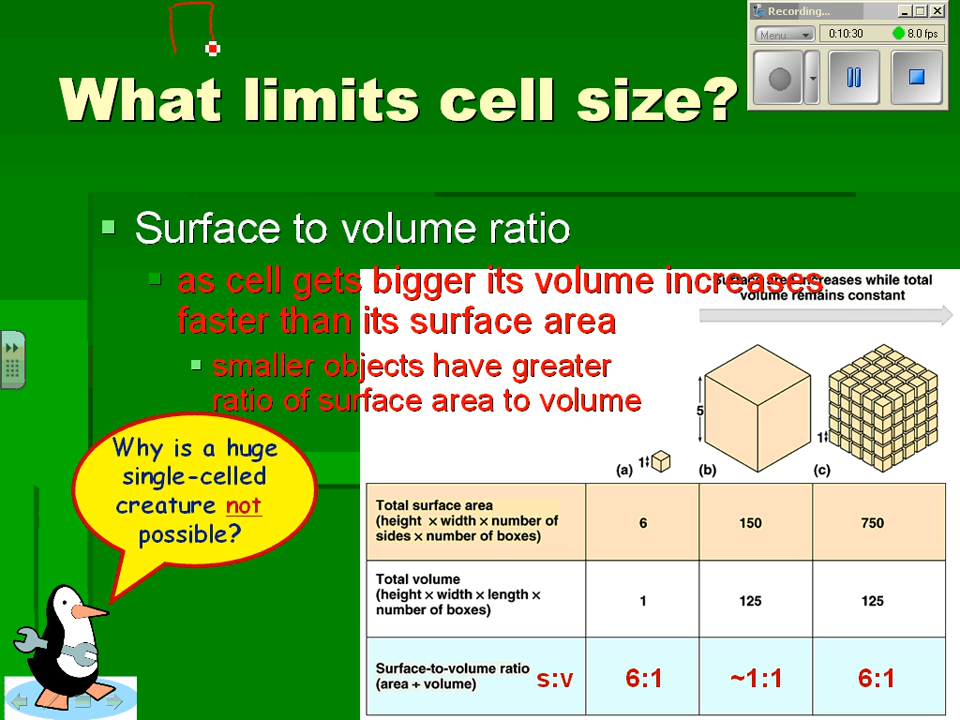 Recording...
Menu
0:10:30
8.0 fps
What limits cell size?
Surface to volume ratio
as cell gets bigger its volume increases
faster than its surface area
smaller objects have greater
ratio of surface area to volume
Surface area increases while total
volume remains constant
5
1
1
(a)
(b)
(c)
Why is a huge
single-celled
creature not
possible?
Total surface area
(height × width × number of
sides × number of boxes)
6
150
750
Total volume
(height × width × length ×
number of boxes)
1
125
125
Surface-to-volume ratio
(area ÷ volume)
s:v
6:1
~1:1
6:1